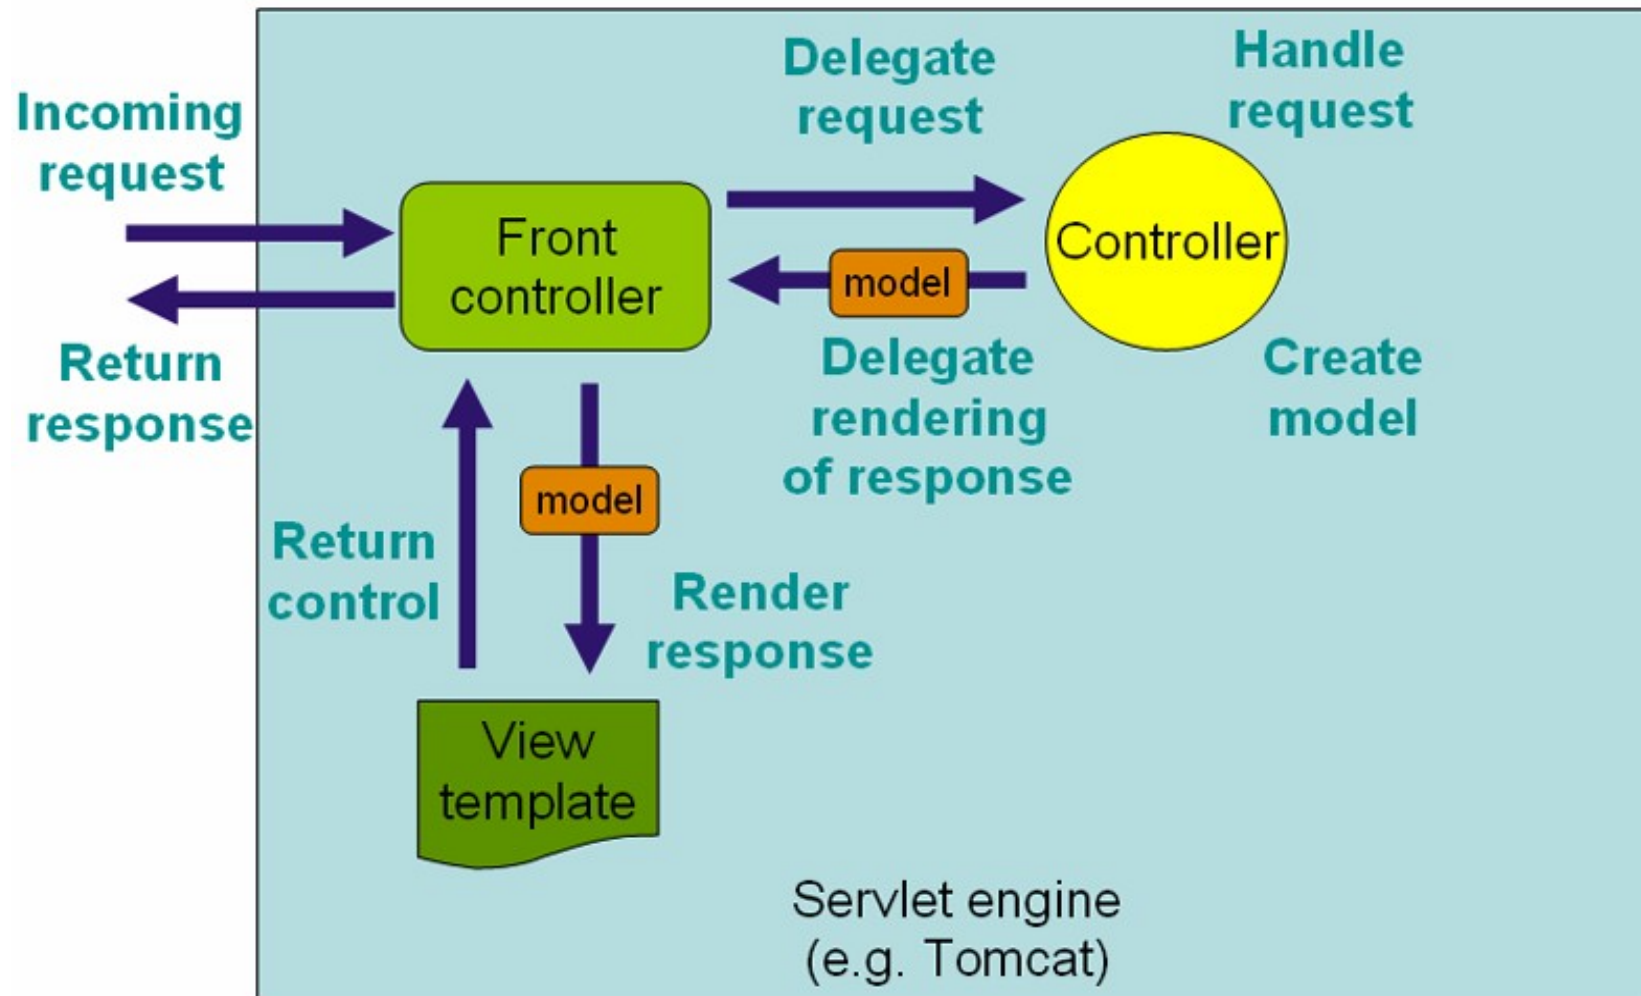 Incoming
request
Return
response
Front
controller
Delegate
request
Handle
request
Controller
model
Delegate
rendering
of response
Create
model
Return
control
model
Render
response
View
template
Servlet engine
(e.g. Tomcat)